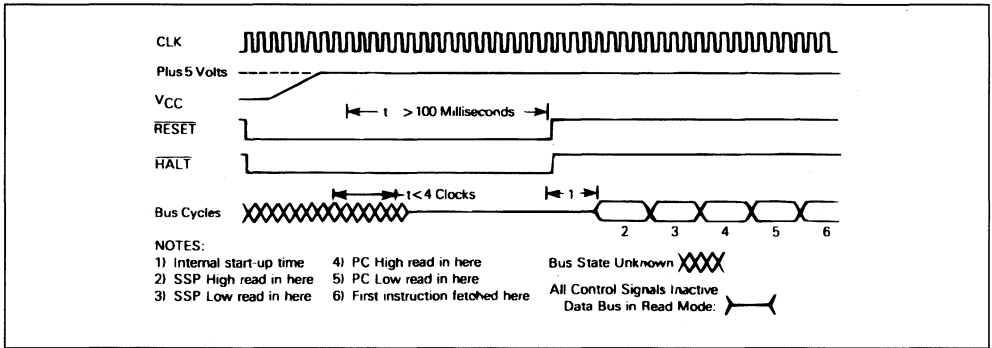 CLK
Plus 5 Volts
VCC
t > 100 Milliseconds
RESET
HALT
t < 4 Clocks
1
Bus Cycles
2 3 4 5 6
NOTES:
1) Internal start-up time
2) SSP High read in here
3) SSP Low read in here
4) PC High read in here
5) PC Low read in here
6) First instruction fetched here
Bus State Unknown
All Control Signals Inactive
Data Bus in Read Mode: